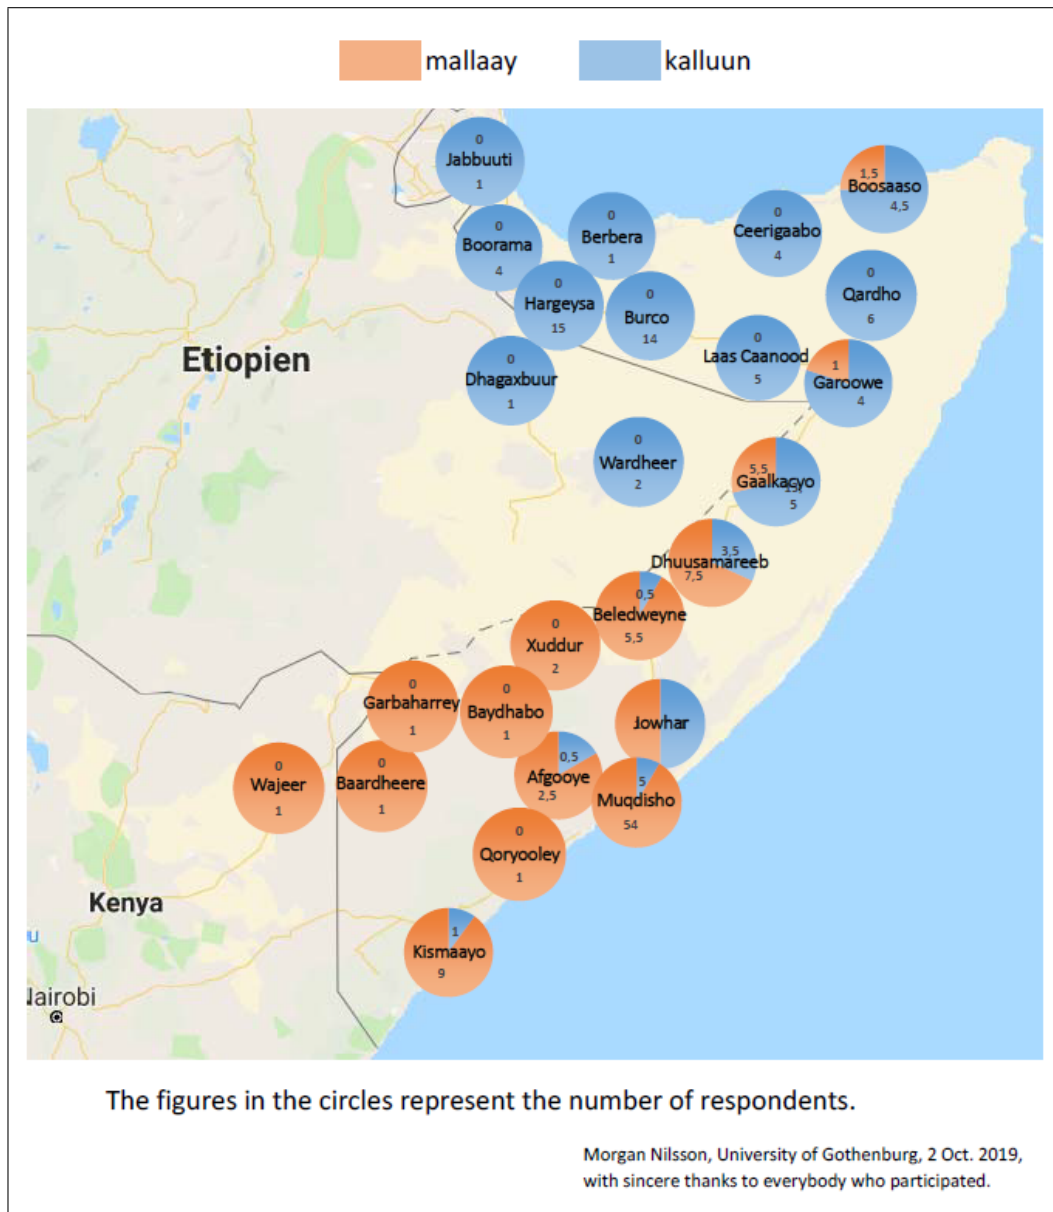 mallaay
kalluun
0
Jabbuuti
1
0
Boorama
4
0
Berbera
1
0
Ceerigaabo
4
1,5
Boosaaso
4,5
0
Hargeysa
15
0
Burco
14
0
Qardho
6
0
Laas Caanood
5
1
Garoowe
4
Etiopien
0
Dhagaxbuur
1
0
Wardheer
2
5,5
Gaalkacyo
5
3,5
Dhuusamareeb
7,5
0,5
Beledweyne
5,5
0
Xuddur
2
0
Garbaharrey
1
0
Baydhabo
1
Jowhar
0
Wajeer
1
0
Baardheere
1
0,5
Afgooye
2,5
5
Muqdisho
54
0
Qoryooley
1
Kenya
1
Kismaayo
9
u
Nairobi
The figures in the circles represent the number of respondents.
Morgan Nilsson, University of Gothenburg, 2 Oct. 2019,
with sincere thanks to everybody who participated.